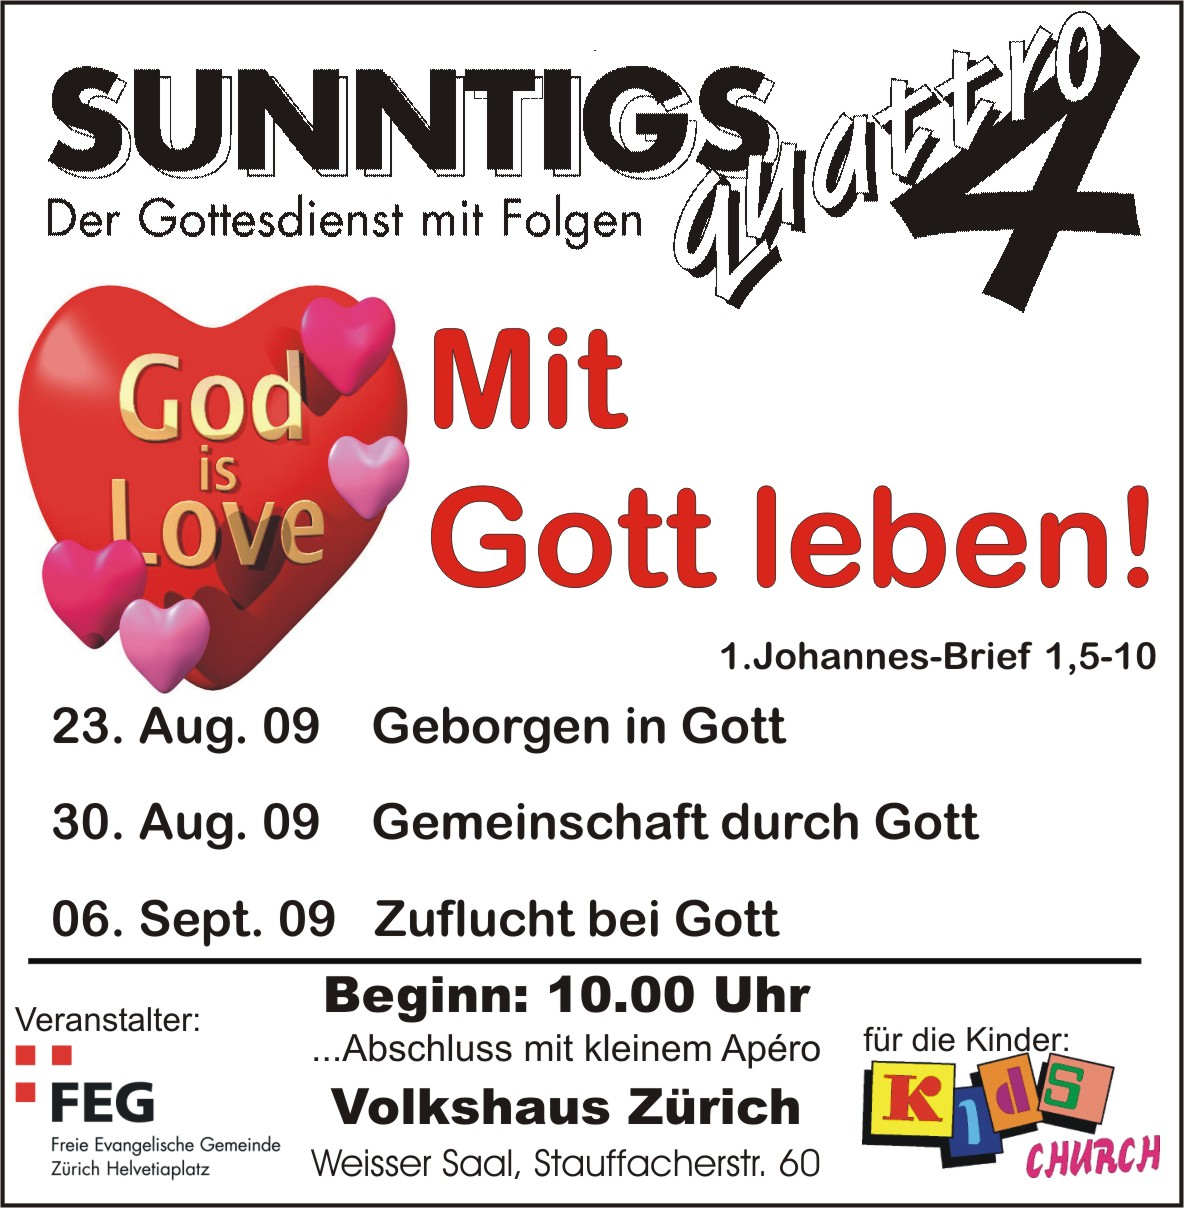 SUNNTIGS
quattro
4
Der Gottesdienst mit Folgen
God
is
Love
Mit
Gott leben!
1.Johannes-Brief 1,5-10
23. Aug. 09 Geborgen in Gott
30. Aug. 09 Gemeinschaft durch Gott
06. Sept. 09 Zuflucht bei Gott
Veranstalter:
FEG
Freie Evangelische Gemeinde
Zürich Helvetiaplatz
Beginn: 10.00 Uhr
...Abschluss mit kleinem Apéro
Volkshaus Zürich
Weisser Saal, Stauffacherstr. 60
für die Kinder:
KidS
CHURCH